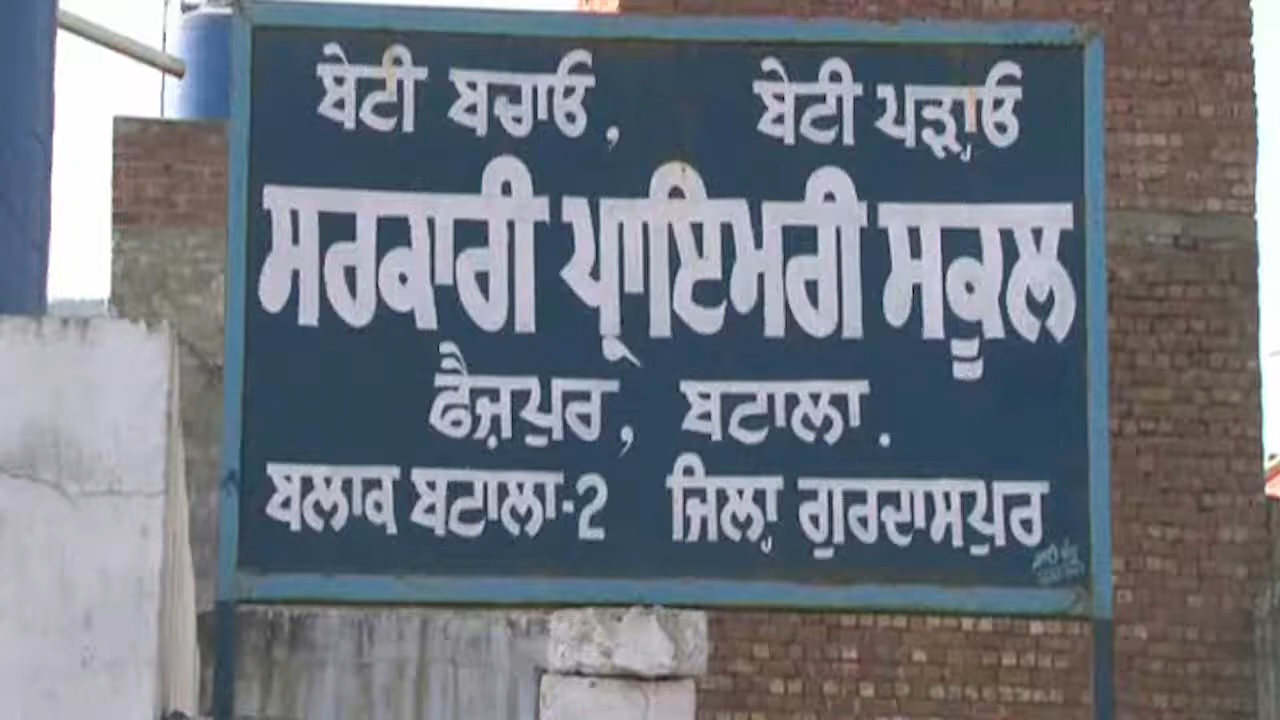 ਬੇਟੀ ਬਚਾਓ, ਬੇਟੀ ਪੜ੍ਹਾਓ
ਸਰਕਾਰੀ ਪ੍ਰਾਇਮਰੀ ਸਕੂਲ
ਫੈਜ਼ਪੁਰ, ਬਟਾਲਾ.
ਬਲਾਕ ਬਟਾਲਾ-2 ਜਿਲ੍ਹਾ ਗੁਰਦਾਸਪੁਰ